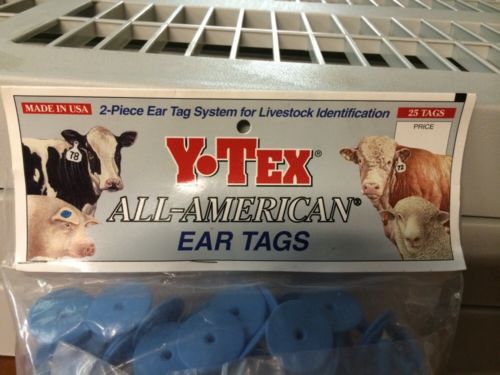 MADE IN USA
2-Piece Ear Tag System for Livestock Identification
25 TAGS
PRICE
78
Y•TEX®
ALL-AMERICAN®
EAR TAGS